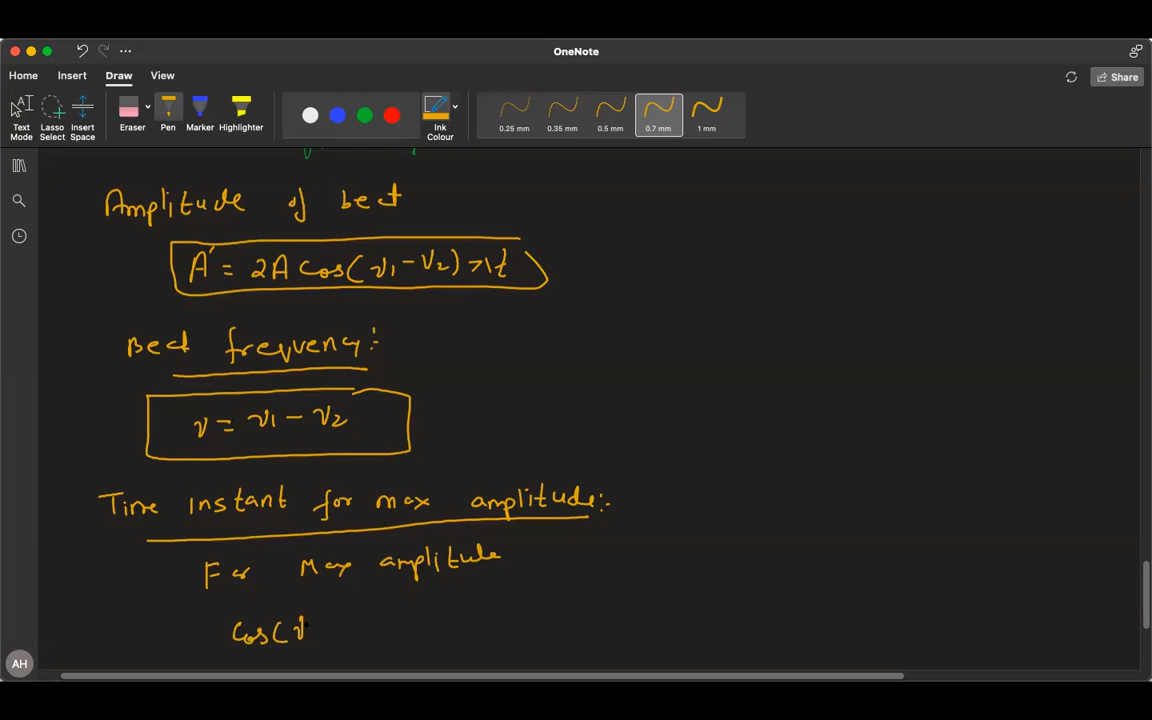 OneNote
Home Insert Draw View
Share
Text Mode
Lasso Select
Insert Space
Eraser
Pen
Marker
Highlighter
Ink Colour
0.25 mm
0.35 mm
0.5 mm
0.7 mm
1 mm
Amplitude of beat
A' = 2A Cos(ν1 - ν2) πt
Beat frequency:-
ν = ν1 - ν2
Time instant for max amplitude:-
For Max amplitude
Cos(ν
AH